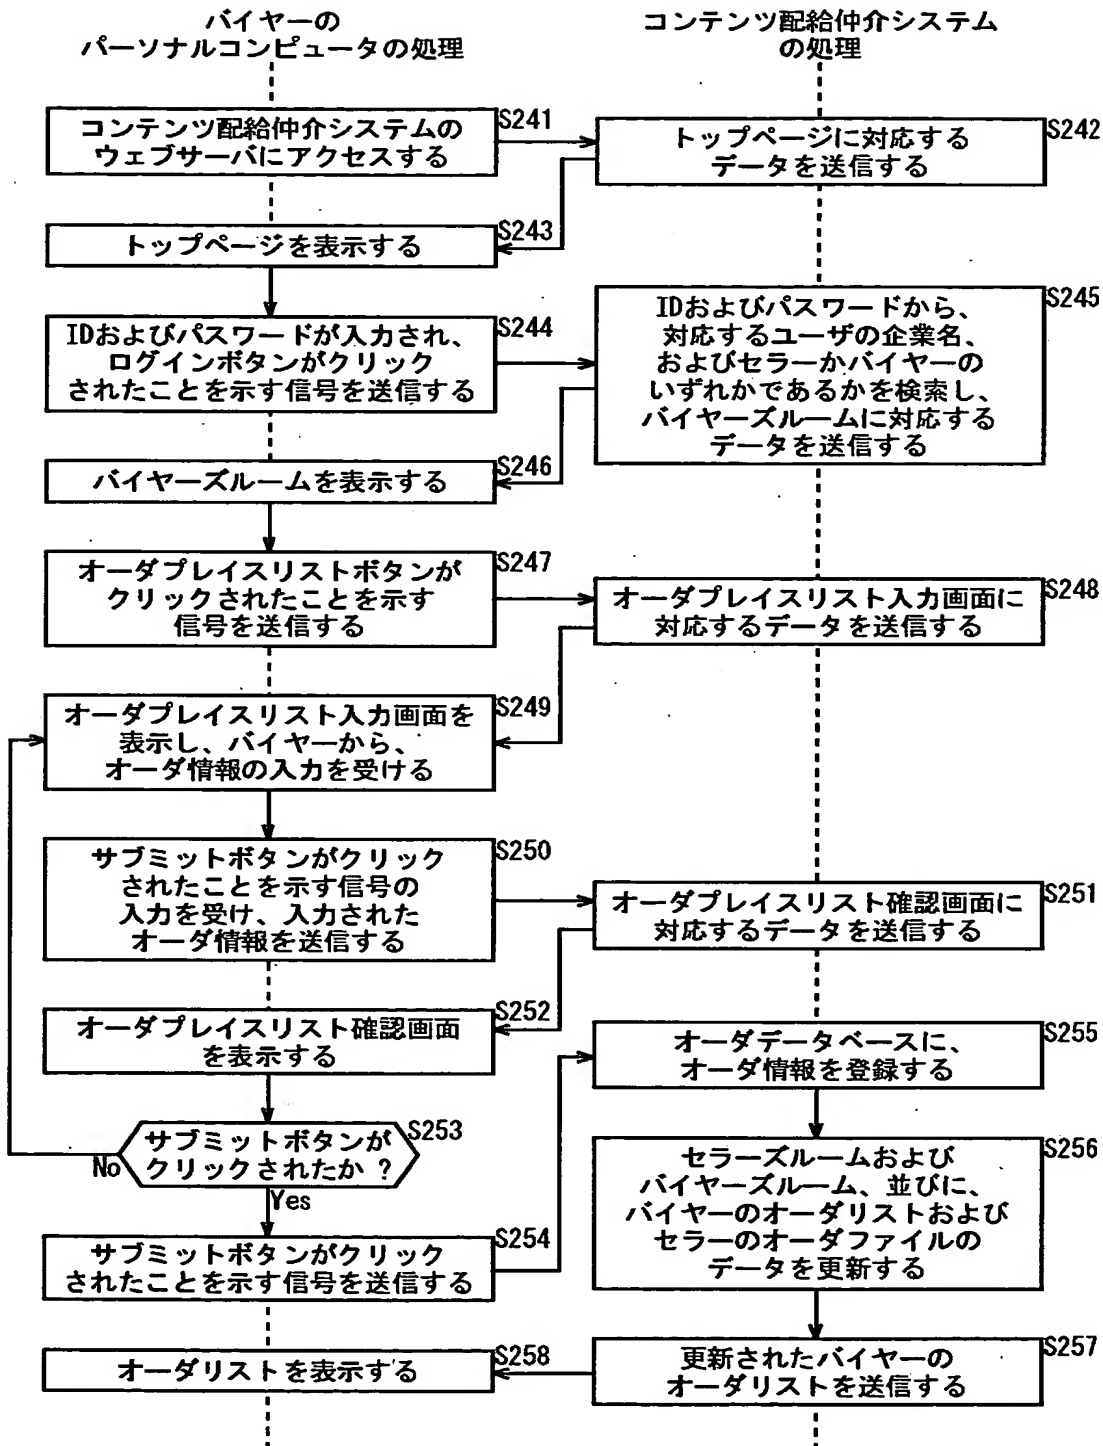 バイヤーの
パーソナルコンピュータの処理
コンテンツ配給仲介システム
の処理
コンテンツ配給仲介システムの
ウェブサーバにアクセスする
S241
トップページに対応する
データを送信する
S242
トップページを表示する
S243
IDおよびパスワードが入力され、
ログインボタンがクリック
されたことを示す信号を送信する
S244
IDおよびパスワードから、
対応するユーザの企業名、
およびセラーかバイヤーの
いずれかであるかを検索し、
バイヤーズルームに対応する
データを送信する
S245
バイヤーズルームを表示する
S246
オーダプレイスリストボタンが
クリックされたことを示す
信号を送信する
S247
オーダプレイスリスト入力画面に
対応するデータを送信する
S248
オーダプレイスリスト入力画面を
表示し、バイヤーから、
オーダ情報の入力を受ける
S249
サブミットボタンがクリック
されたことを示す信号の
入力を受け、入力された
オーダ情報を送信する
S250
オーダプレイスリスト確認画面に
対応するデータを送信する
S251
オーダプレイスリスト確認画面
を表示する
S252
サブミットボタンが
クリックされたか？
S253
No
Yes
サブミットボタンがクリック
されたことを示す信号を送信する
S254
オーダデータベースに、
オーダ情報を登録する
S255
セラーズルームおよび
バイヤーズルーム、並びに、
バイヤーのオーダリストおよび
セラーのオーダファイルの
データを更新する
S256
更新されたバイヤーの
オーダリストを送信する
S257
オーダリストを表示する
S258